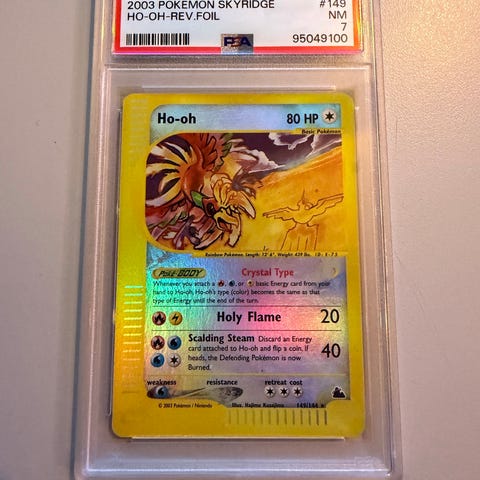 2003 POKEMON SKYRIDGE #149
HO-OH-REV.FOIL NM
7
PSA 95049100
Ho-oh 80 HP
Basic Pokémon
Rainbow Pokémon. Length: 12' 6", Weight: 439 lbs. LD - E-75
Poké-BODY Crystal Type
Whenever you attach a , , or basic Energy card from your
hand to Ho-oh, Ho-oh's type (color) becomes the same as that
type of Energy until the end of the turn.
Holy Flame 20
Scalding Steam Discard an Energy
card attached to Ho-oh and flip a coin. If
heads, the Defending Pokémon is now
Burned.
40
weakness resistance retreat cost
© 2003 Pokémon / Nintendo Illus. Hajime Kusajima 149/144